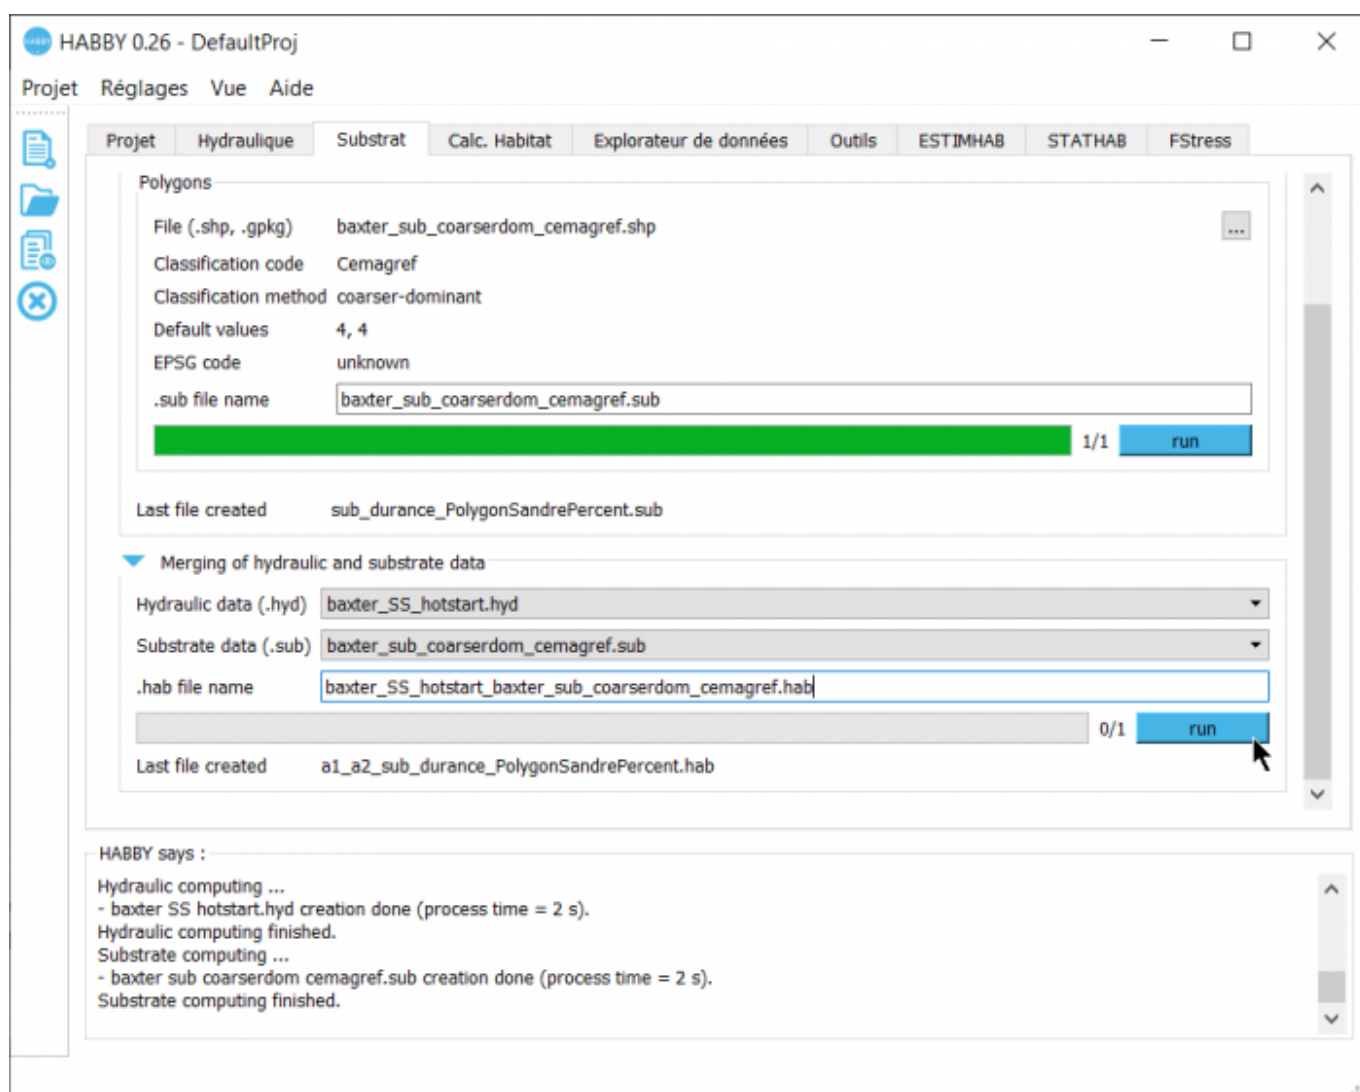 HABBY 0.26 - DefaultProj
Projet Réglages Vue Aide
Projet Hydraulique Substrat Calc. Habitat Explorateur de données Outils ESTIMHAB STATHAB FStress
Polygons
File (.shp, .gpkg) baxter_sub_coarserdom_cemagref.shp ...
Classification code Cemagref
Classification method coarser-dominant
Default values 4, 4
EPSG code unknown
.sub file name baxter_sub_coarserdom_cemagref.sub
1/1 run
Last file created sub_durance_PolygonSandrePercent.sub
Merging of hydraulic and substrate data
Hydraulic data (.hyd) baxter_SS_hotstart.hyd
Substrate data (.sub) baxter_sub_coarserdom_cemagref.sub
.hab file name baxter_SS_hotstart_baxter_sub_coarserdom_cemagref.hab
0/1 run
Last file created a1_a2_sub_durance_PolygonSandrePercent.hab
HABBY says :
Hydraulic computing ...
- baxter SS hotstart.hyd creation done (process time = 2 s).
Hydraulic computing finished.
Substrate computing ...
- baxter sub coarserdom cemagref.sub creation done (process time = 2 s).
Substrate computing finished.